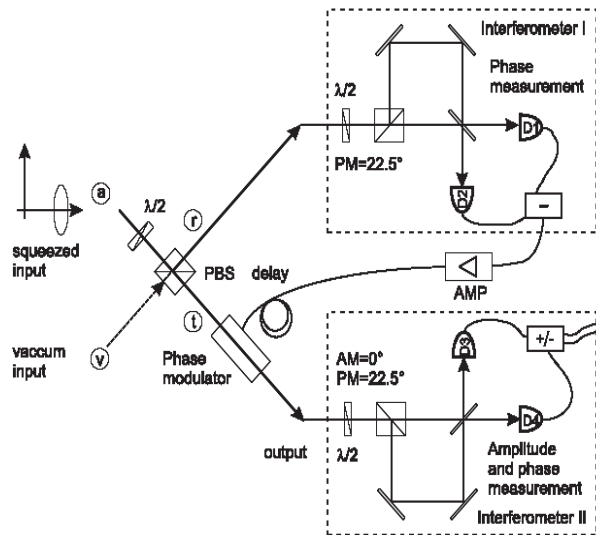 Interferometer I
Phase
measurement
λ/2
D1
PM=22.5°
D2
−
a
λ/2
r
squeezed
input
PBS
delay
AMP
t
v
vaccum
input
Phase
modulator
AM=0°
PM=22.5°
D3
+/-
D4
output
λ/2
Amplitude
and phase
measurement
Interferometer II